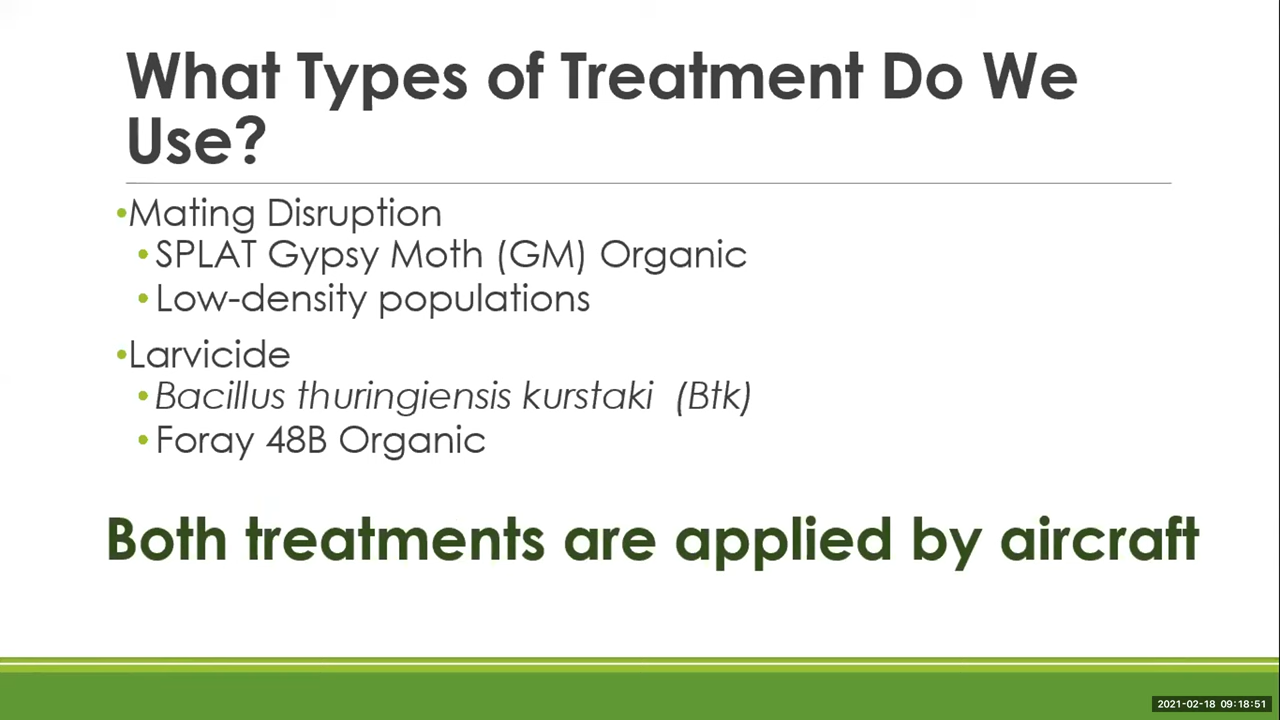 What Types of Treatment Do We
Use?
•Mating Disruption
•SPLAT Gypsy Moth (GM) Organic
•Low-density populations
•Larvicide
•Bacillus thuringiensis kurstaki (Btk)
•Foray 48B Organic
Both treatments are applied by aircraft
2021-02-18 09:18:51